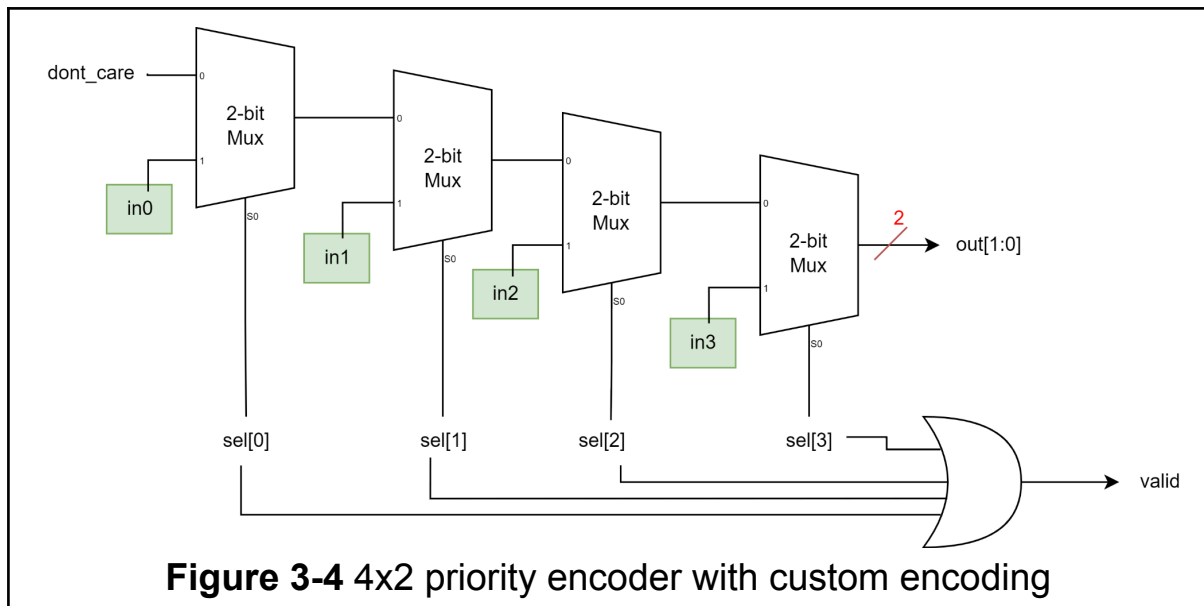 dont_care
0
2-bit
Mux
1
S0
in0
0
2-bit
Mux
1
S0
in1
0
2-bit
Mux
1
S0
in2
0
2-bit
Mux
1
S0
in3
2
out[1:0]
sel[0]
sel[1]
sel[2]
sel[3]
valid
Figure 3-4 4x2 priority encoder with custom encoding